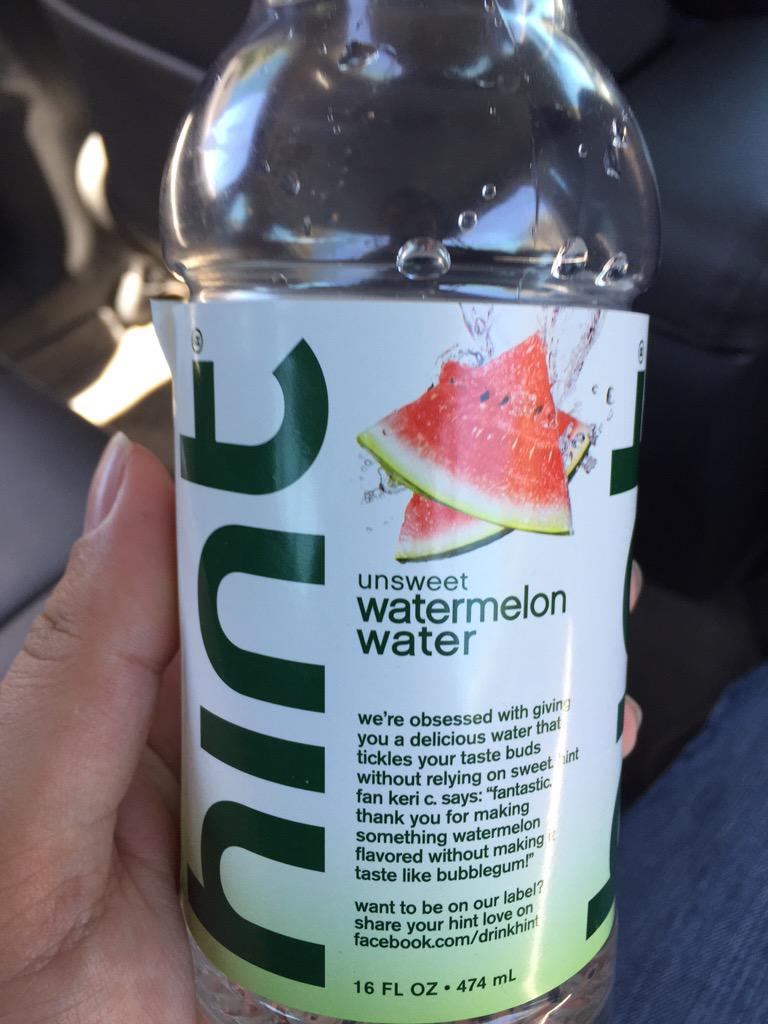 hint®
unsweet
watermelon
water
we're obsessed with giving
you a delicious water that
tickles your taste buds
without relying on sweet. hint
fan keri c. says: "fantastic.
thank you for making
something watermelon
flavored without making it
taste like bubblegum!"
want to be on our label?
share your hint love on
facebook.com/drinkhint
16 FL OZ • 474 mL
®